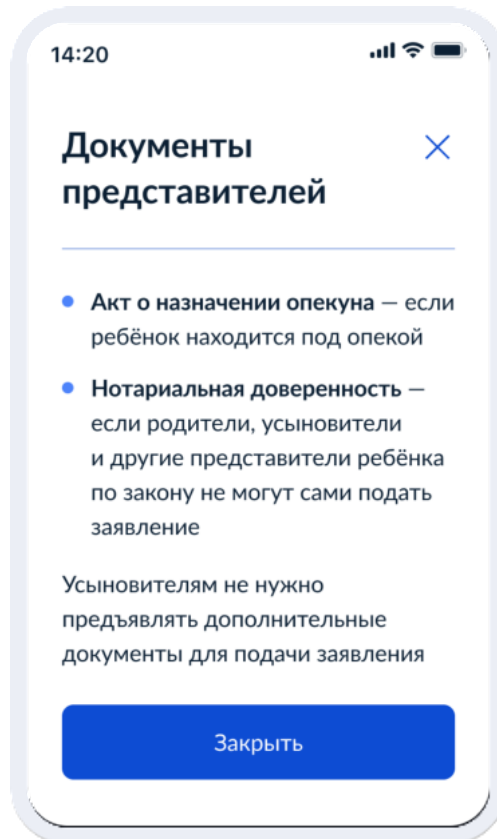 14:20
Документы
представителей
Акт о назначении опекуна — если
ребёнок находится под опекой
Нотариальная доверенность —
если родители, усыновители
и другие представители ребёнка
по закону не могут сами подать
заявление
Усыновителям не нужно
предъявлять дополнительные
документы для подачи заявления
Закрыть